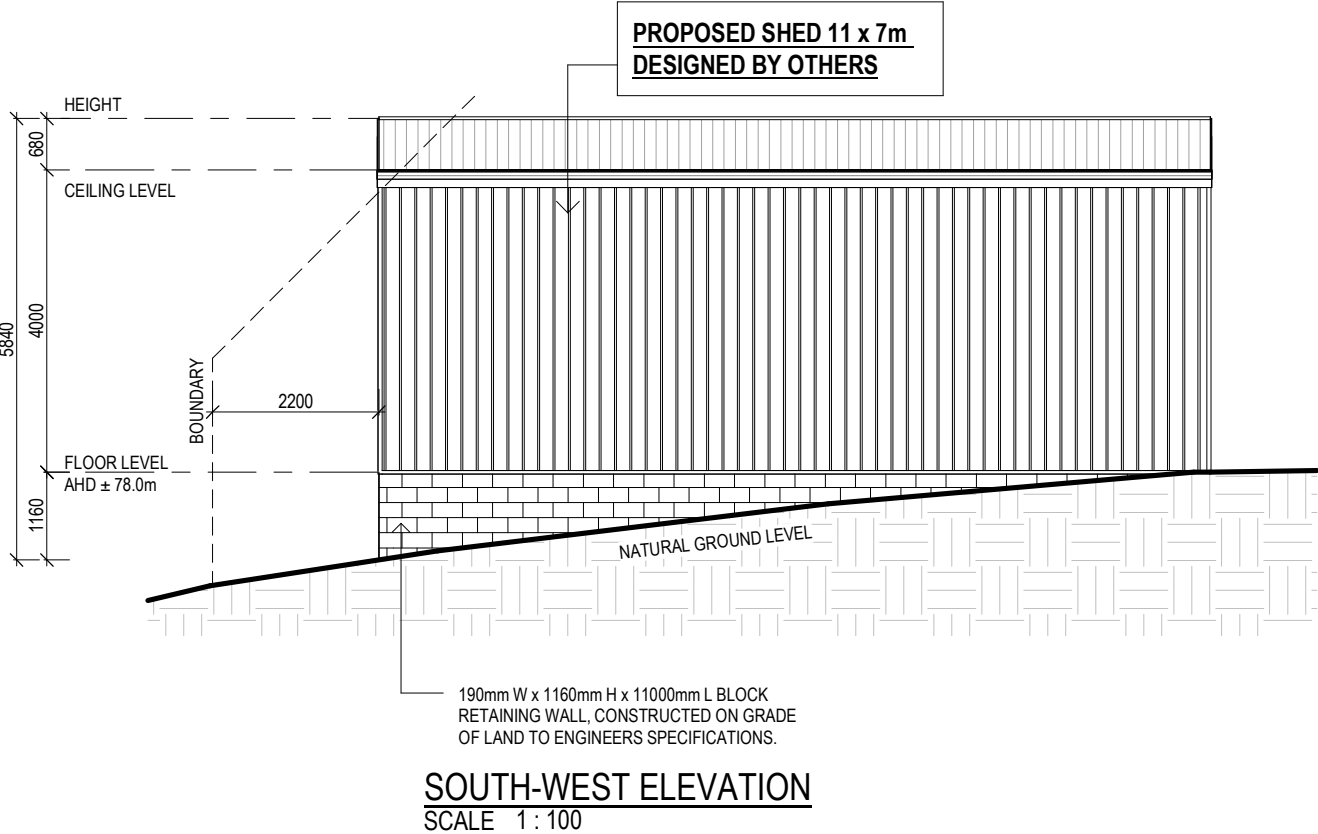 PROPOSED SHED 11 x 7m
DESIGNED BY OTHERS
HEIGHT
680
CEILING LEVEL
4000
5840
BOUNDARY
2200
FLOOR LEVEL
AHD ± 78.0m
1160
NATURAL GROUND LEVEL
190mm W x 1160mm H x 11000mm L BLOCK
RETAINING WALL, CONSTRUCTED ON GRADE
OF LAND TO ENGINEERS SPECIFICATIONS.
SOUTH-WEST ELEVATION
SCALE 1 : 100